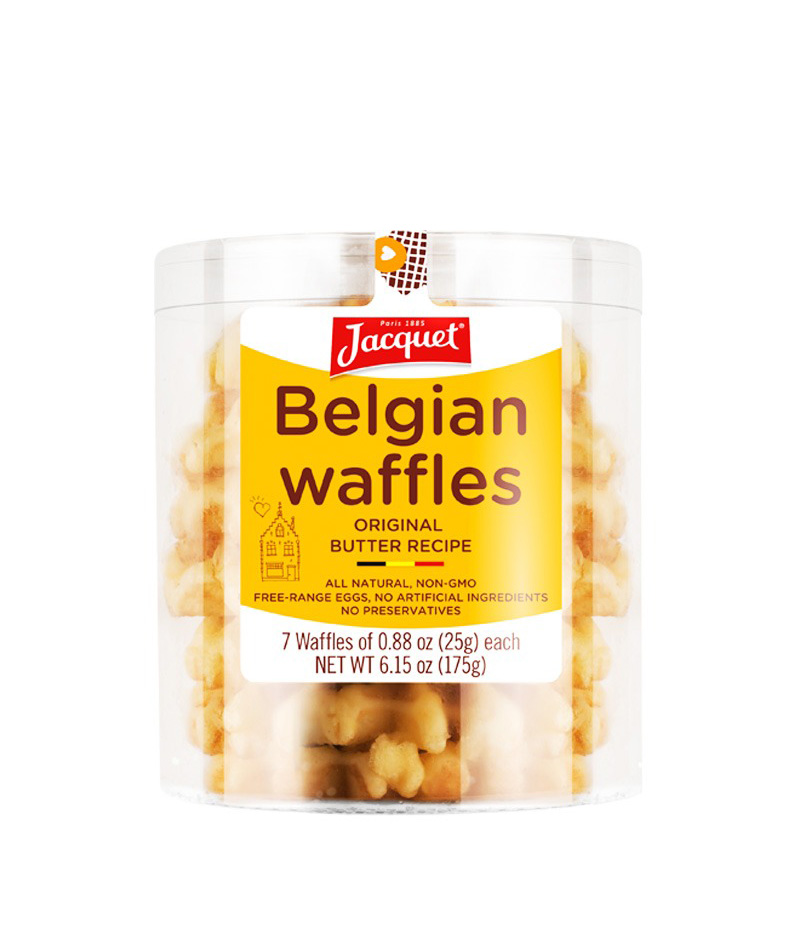 Paris 1885
Jacquet®
Belgian
waffles
ORIGINAL
BUTTER RECIPE
ALL NATURAL, NON-GMO
FREE-RANGE EGGS, NO ARTIFICIAL INGREDIENTS
NO PRESERVATIVES
7 Waffles of 0.88 oz (25g) each
NET WT 6.15 oz (175g)